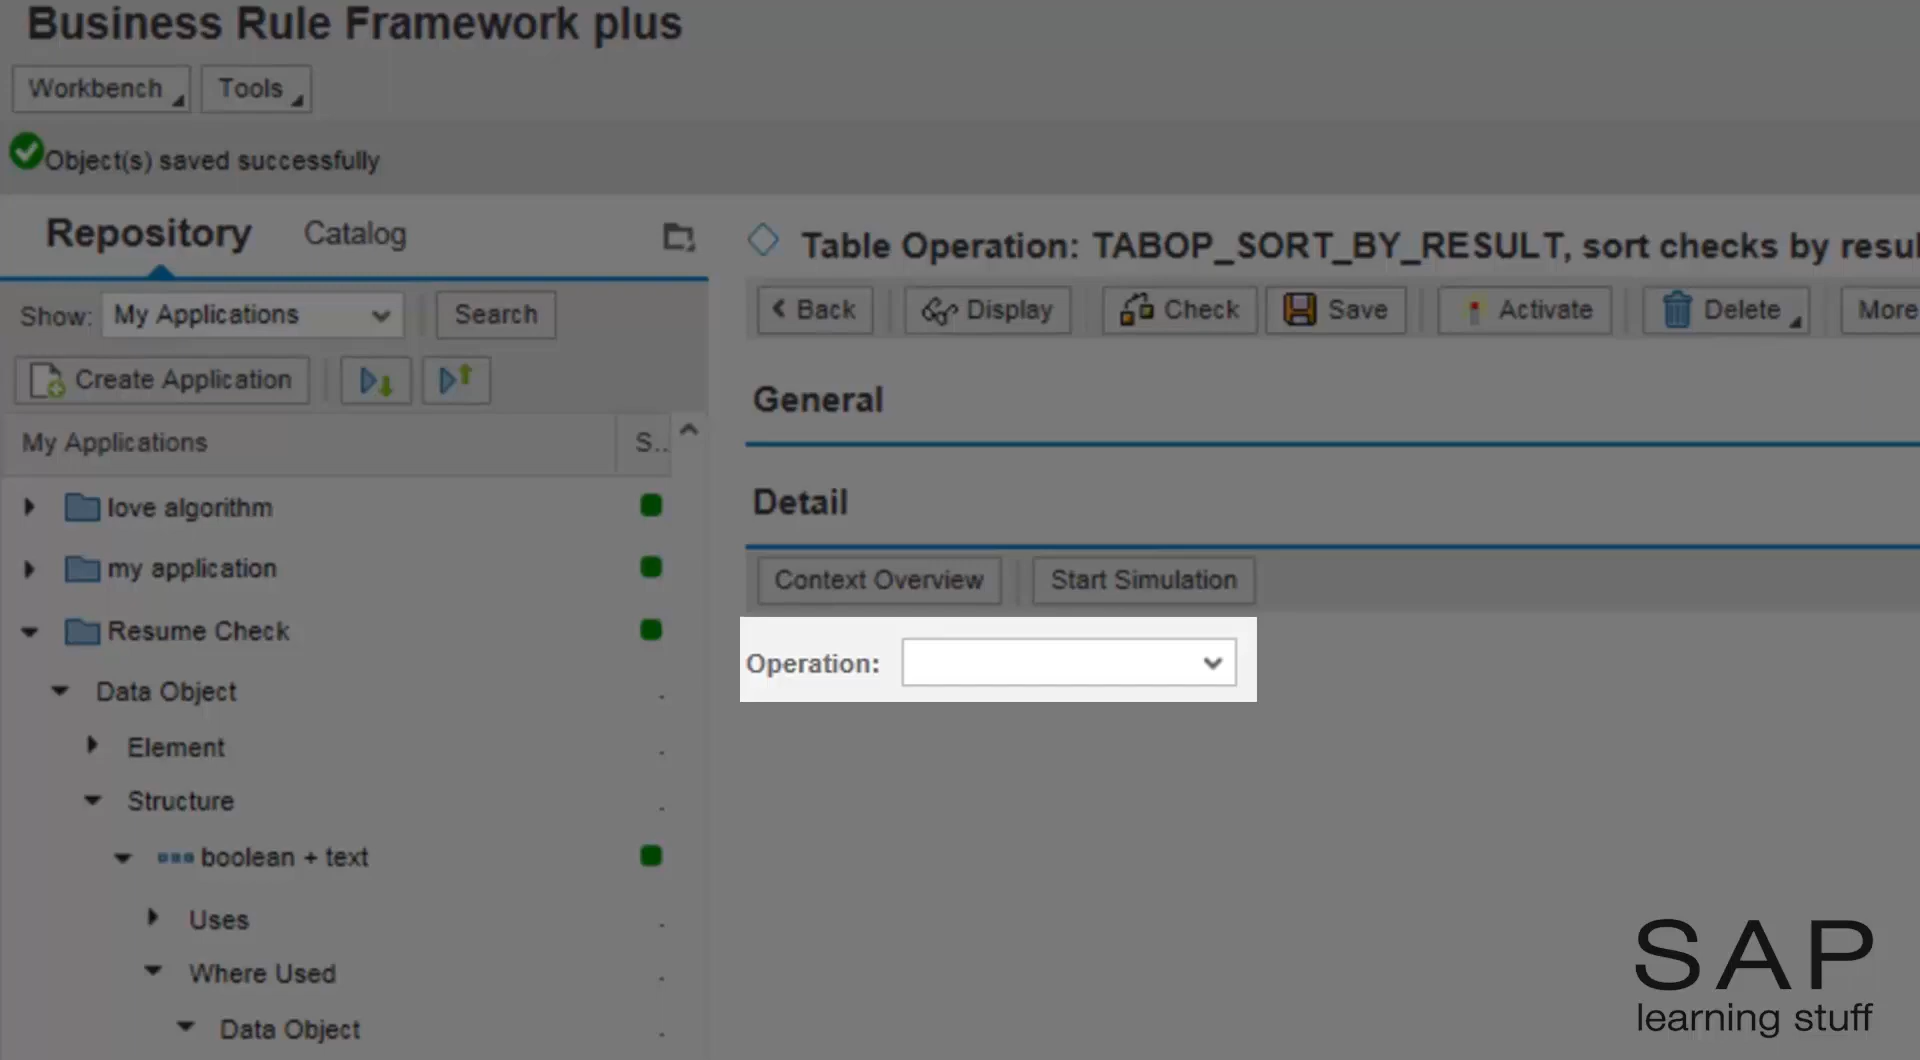 Business Rule Framework plus
Workbench Tools
Object(s) saved successfully
Repository Catalog
Show: My Applications Search
Create Application
My Applications S..
love algorithm
my application
Resume Check
Data Object
Element
Structure
boolean + text
Uses
Where Used
Data Object
Table Operation: TABOP_SORT_BY_RESULT, sort checks by resul
Back Display Check Save Activate Delete More
General
Detail
Context Overview Start Simulation
Operation:
SAP
learning stuff